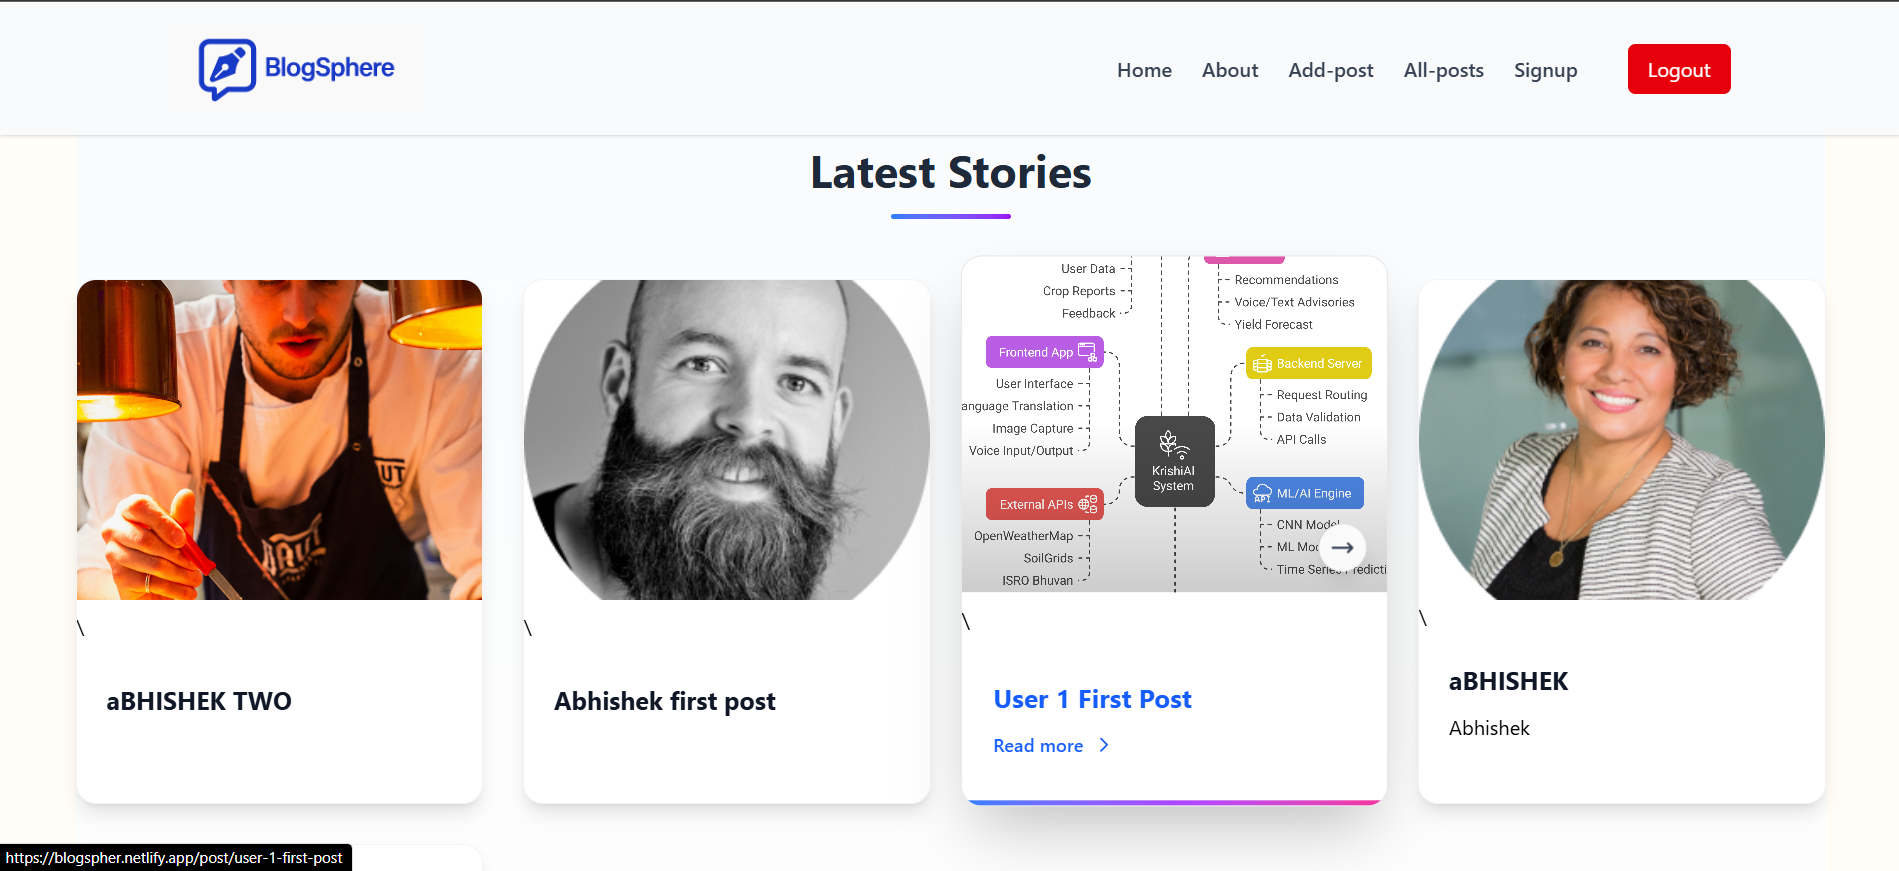 BlogSphere
Home About Add-post All-posts Signup Logout
Latest Stories
\
aBHISHEK TWO
\
Abhishek first post
User Data
Crop Reports
Feedback
Recommendations
Voice/Text Advisories
Yield Forecast
Frontend App
User Interface
anguage Translation
Image Capture
Voice Input/Output
Backend Server
Request Routing
Data Validation
API Calls
KrishiAI
System
External APIs
OpenWeatherMap
SoilGrids
ISRO Bhuvan
API
ML/AI Engine
CNN Model
ML Mo
Time Series Predicti
\
User 1 First Post
Read more
\
aBHISHEK
Abhishek
https://blogspher.netlify.app/post/user-1-first-post